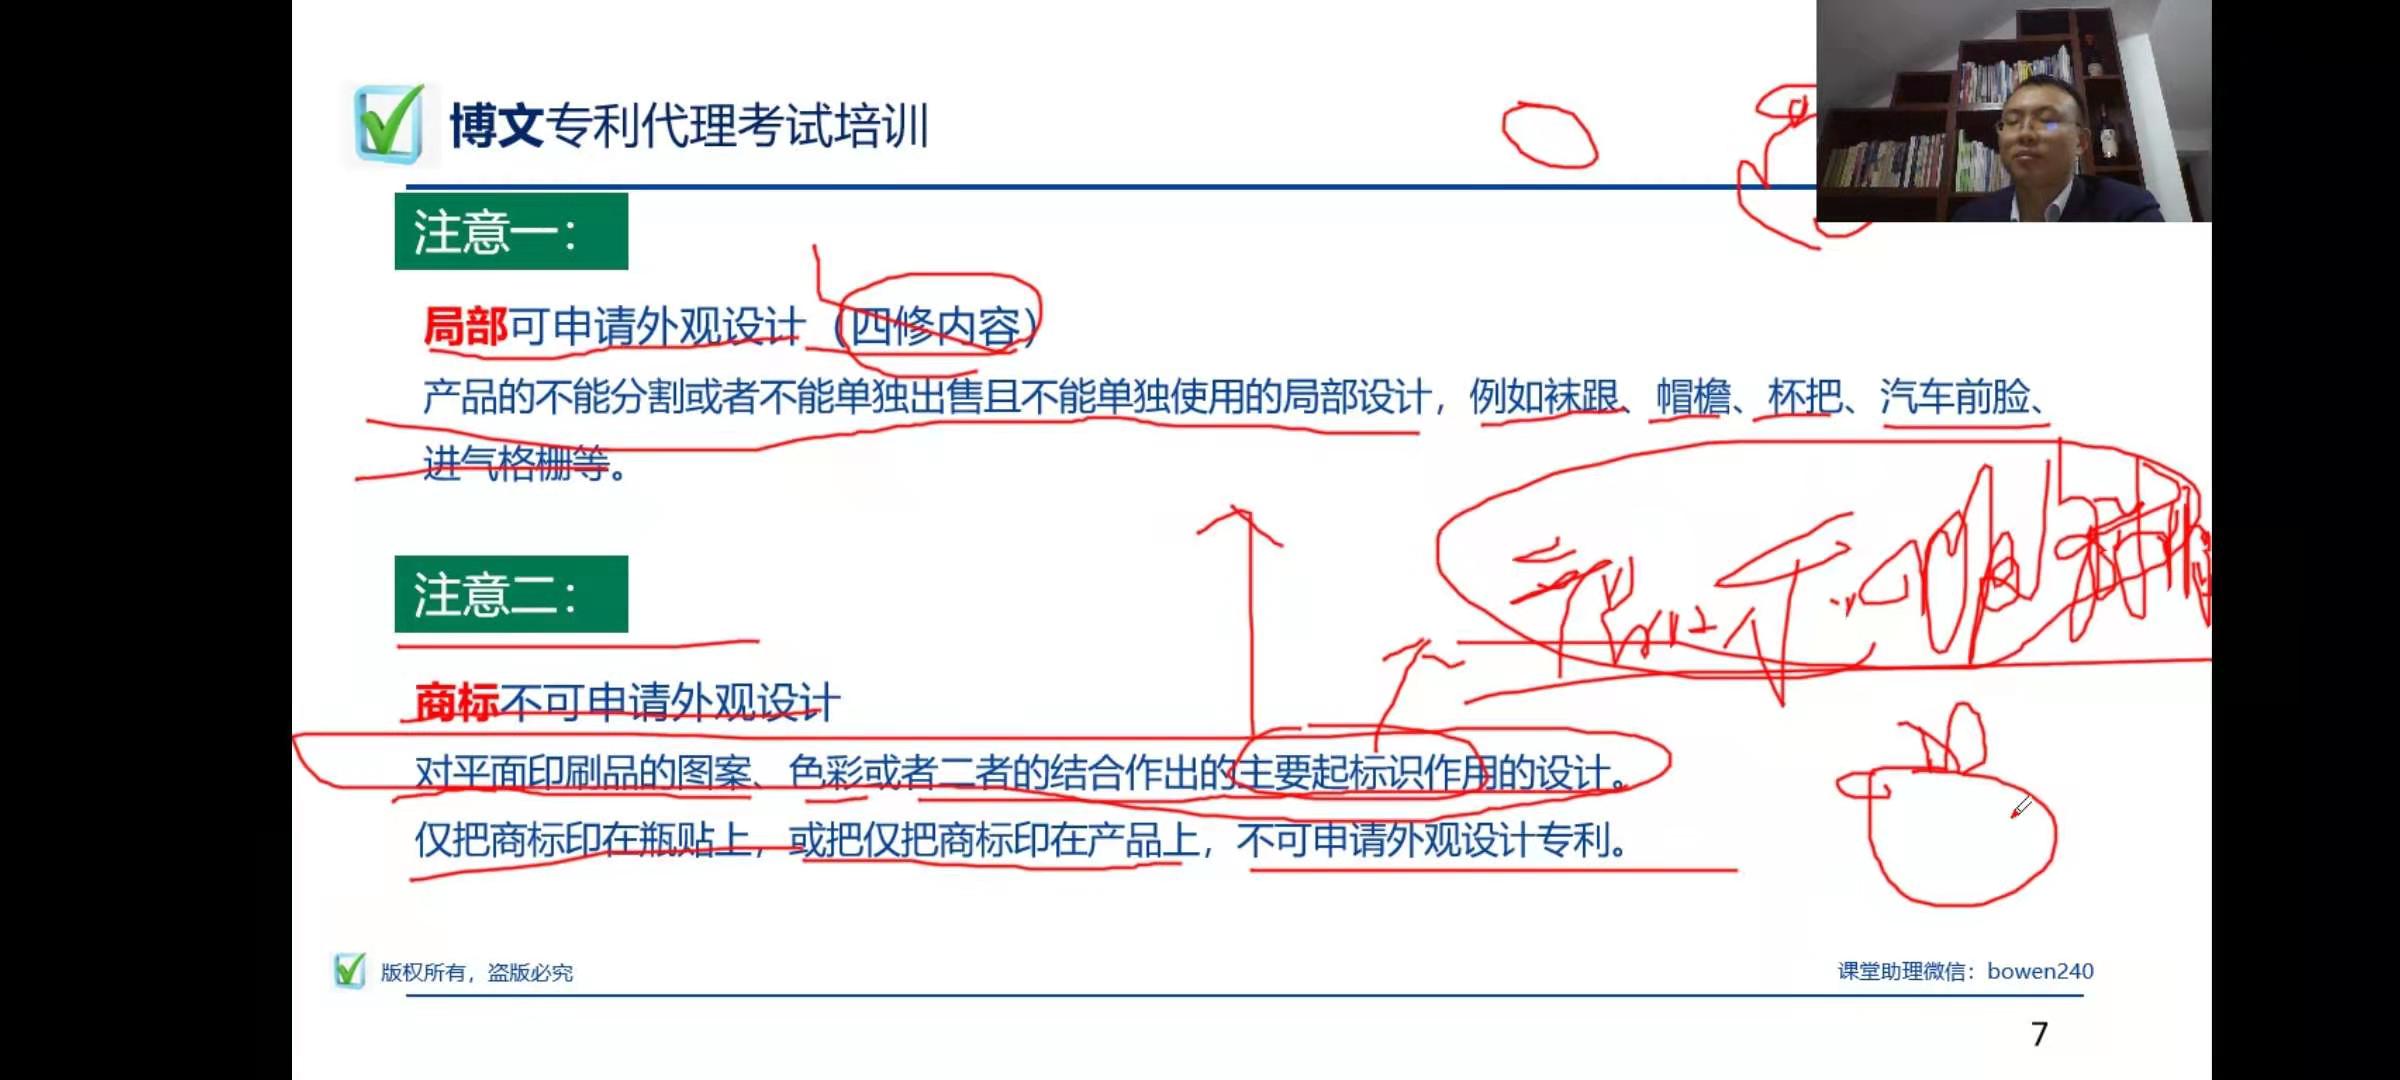 博文专利代理考试培训
注意一：
局部可申请外观设计（四修内容）
产品的不能分割或者不能单独出售且不能单独使用的局部设计，例如袜跟、帽檐、杯把、汽车前脸、
进气格栅等。
注意二：
商标不可申请外观设计
对平面印刷品的图案、色彩或者二者的结合作出的主要起标识作用的设计。
仅把商标印在瓶贴上，或把仅把商标印在产品上，不可申请外观设计专利。
版权所有，盗版必究
课堂助理微信：bowen240
7